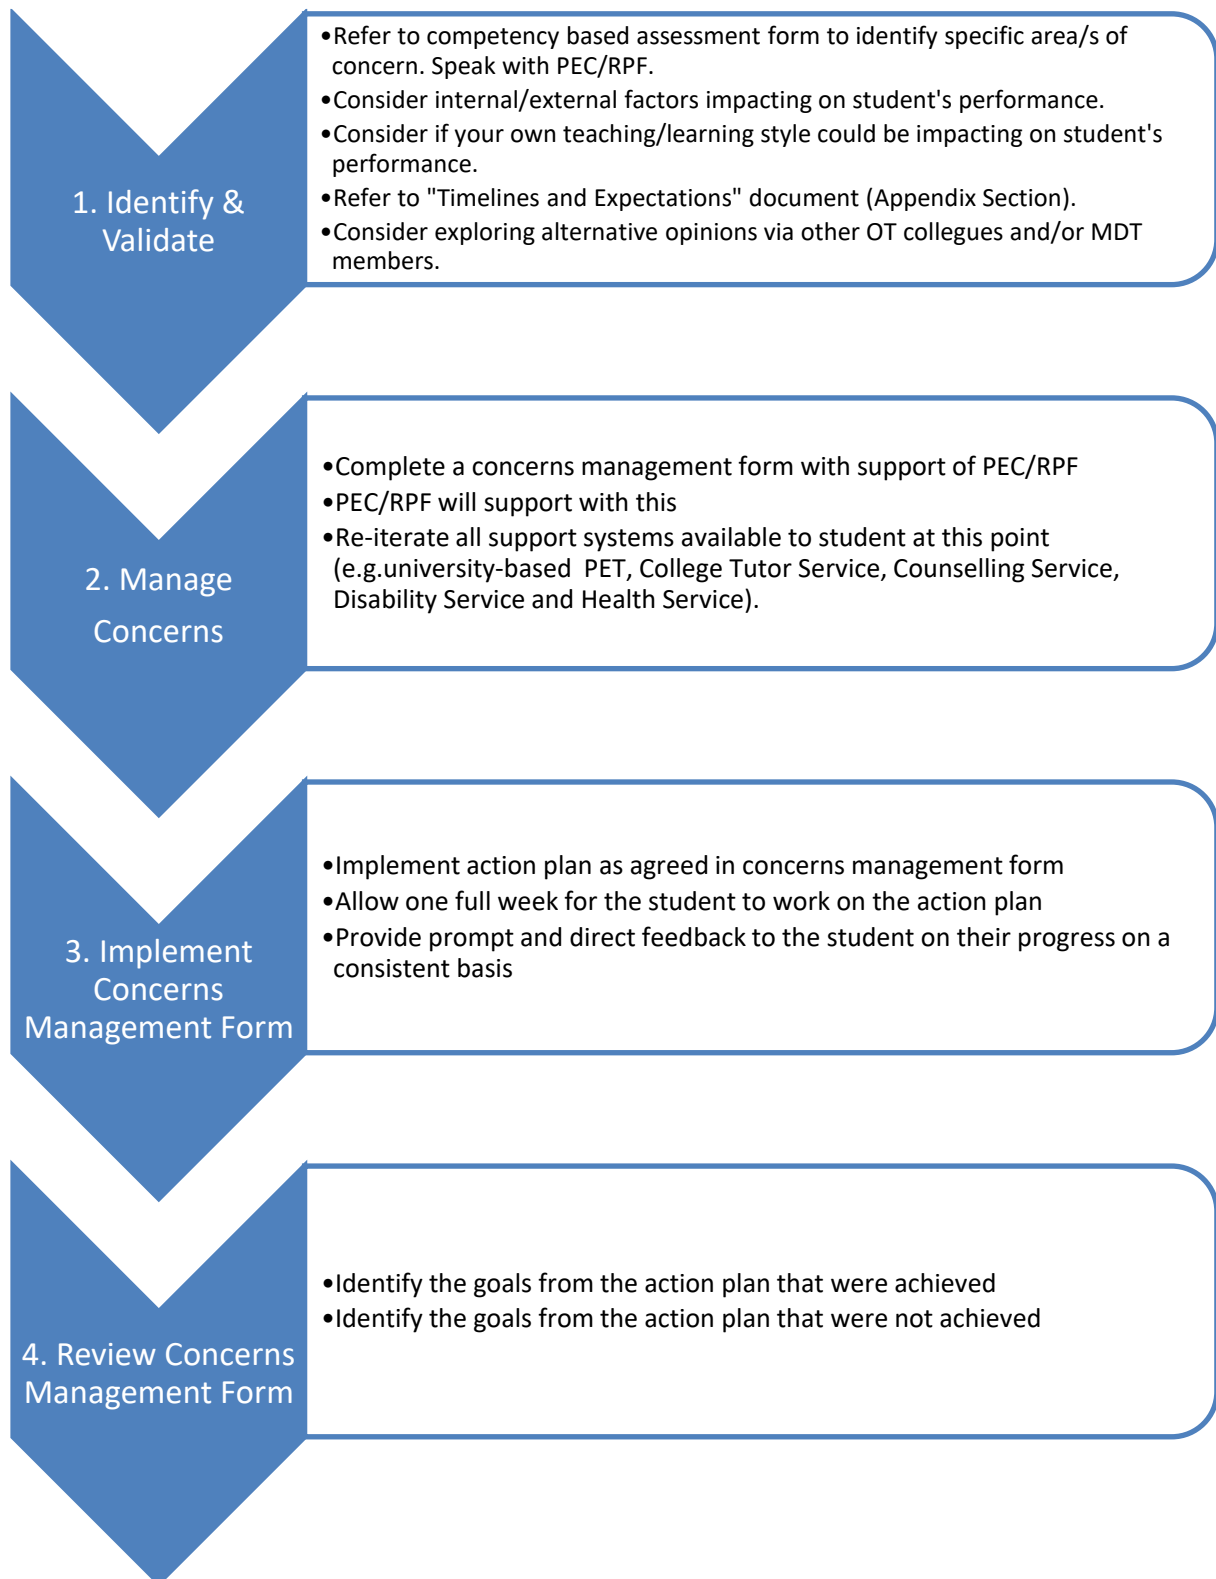 1. Identify &
Validate
•Refer to competency based assessment form to identify specific area/s of
concern. Speak with PEC/RPF.
•Consider internal/external factors impacting on student's performance.
•Consider if your own teaching/learning style could be impacting on student's
performance.
•Refer to "Timelines and Expectations" document (Appendix Section).
•Consider exploring alternative opinions via other OT collegues and/or MDT
members.
2. Manage
Concerns
•Complete a concerns management form with support of PEC/RPF
•PEC/RPF will support with this
•Re-iterate all support systems available to student at this point
(e.g.university-based  PET, College Tutor Service, Counselling Service,
Disability Service and Health Service).
3. Implement
Concerns
Management Form
•Implement action plan as agreed in concerns management form
•Allow one full week for the student to work on the action plan
•Provide prompt and direct feedback to the student on their progress on a
consistent basis
4. Review Concerns
Management Form
•Identify the goals from the action plan that were achieved
•Identify the goals from the action plan that were not achieved